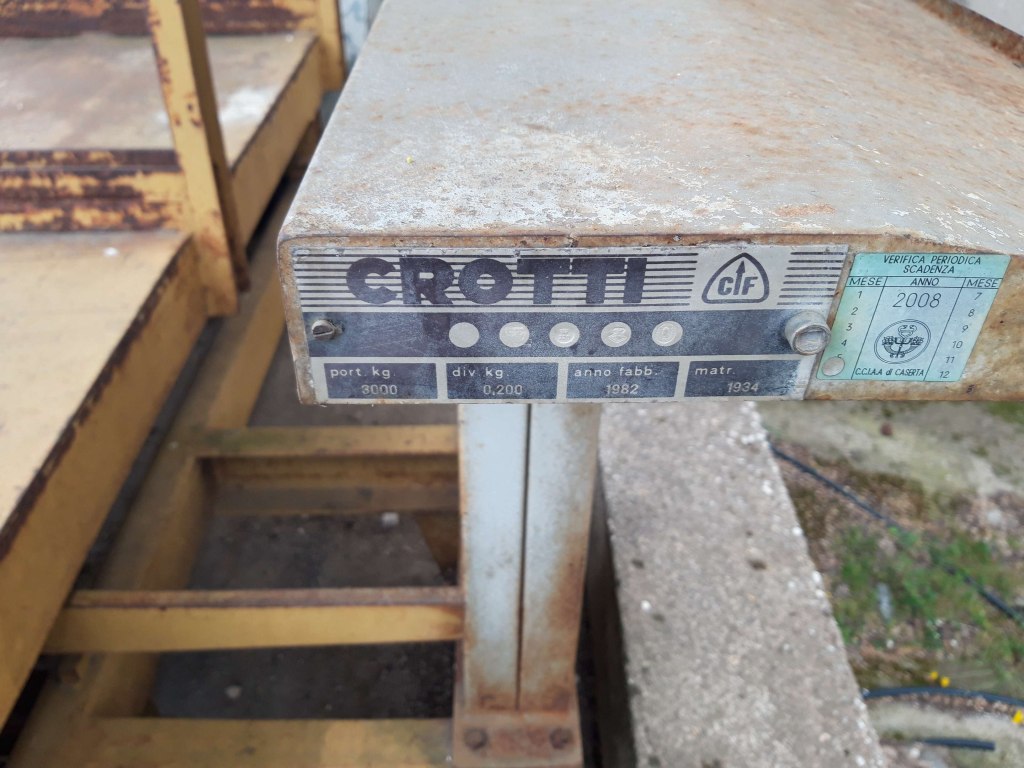 CROTTI
CIF
port kg.
3000
div kg.
0,200
anno fabb.
1982
matr.
1934
VERIFICA PERIODICA
SCADENZA
MESE ANNO MESE
2008
1 7
2 8
3 9
4 10
11
C.C.I.A.A di CASERTA 12